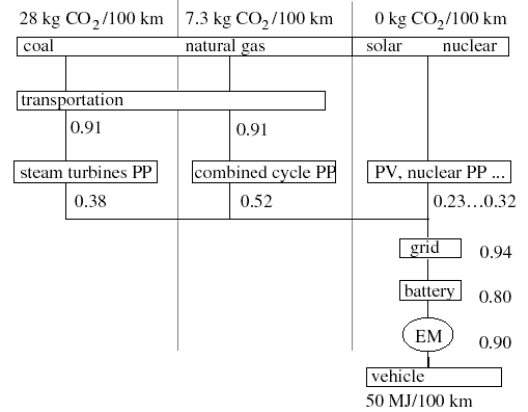 28 kg CO2/100 km 7.3 kg CO2/100 km 0 kg CO2/100 km
coal natural gas solar nuclear
transportation
0.91 0.91
steam turbines PP combined cycle PP PV, nuclear PP ...
0.38 0.52 0.23...0.32
grid 0.94
battery 0.80
EM 0.90
vehicle
50 MJ/100 km